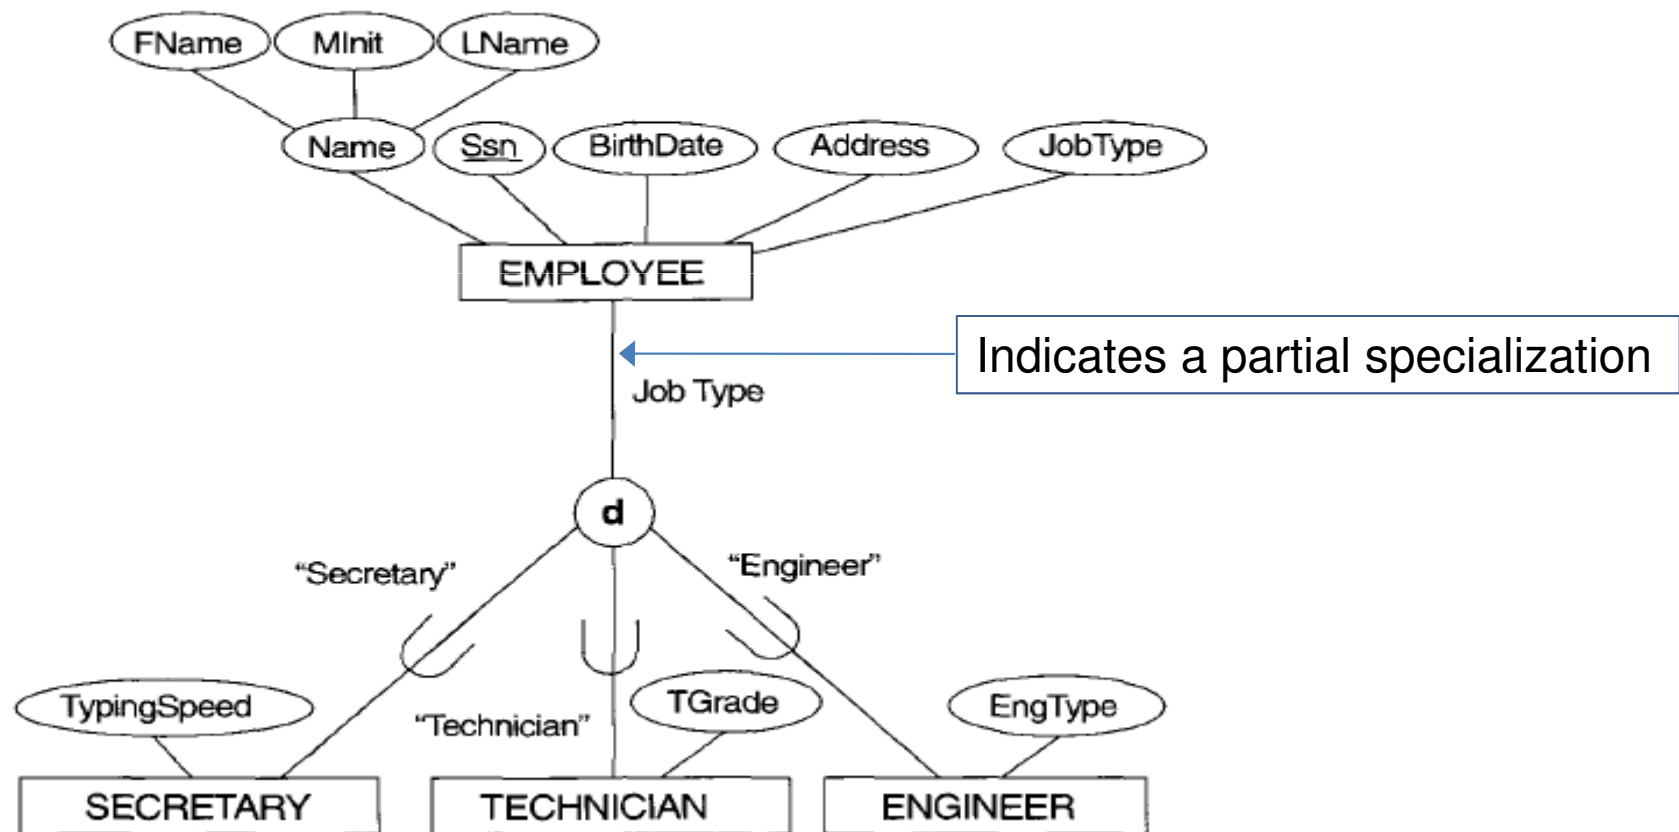 FName MInit LName
Name Ssn BirthDate Address JobType
EMPLOYEE
Indicates a partial specialization
Job Type
d
“Secretary” “Engineer”
TypingSpeed “Technician” TGrade EngType
SECRETARY TECHNICIAN ENGINEER